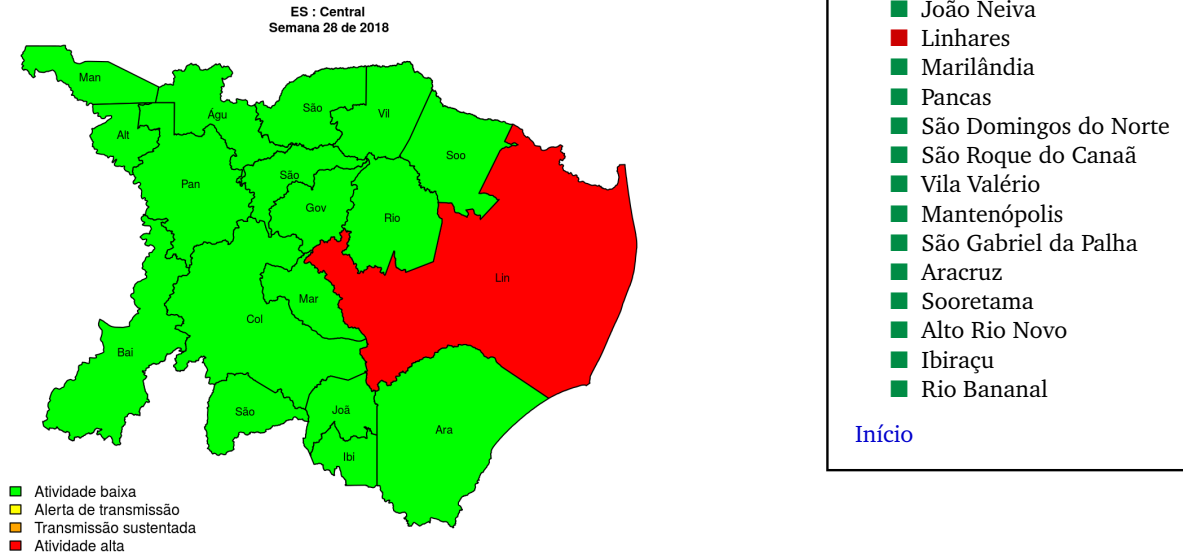 ES : Central
Semana 28 de 2018
Man
Águ
São
Vil
Alt
Soo
Pan
São
Gov
Rio
Lin
Mar
Col
Bai
São
Joã
Ara
Ibi
Atividade baixa
Alerta de transmissão
Transmissão sustentada
Atividade alta
João Neiva
Linhares
Marilândia
Pancas
São Domingos do Norte
São Roque do Canaã
Vila Valério
Mantenópolis
São Gabriel da Palha
Aracruz
Sooretama
Alto Rio Novo
Ibiraçu
Rio Bananal
Início